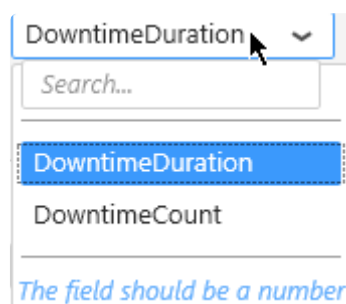 DowntimeDuration
Search...
DowntimeDuration
DowntimeCount
The field should be a number